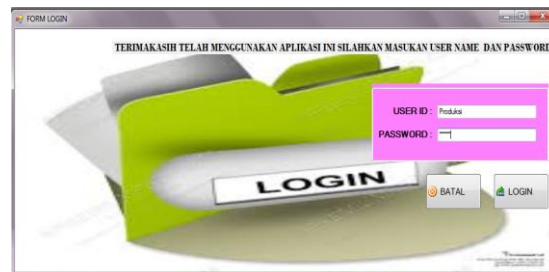 FORM LOGIN
TERIMAKASIH TELAH MENGGUNAKAN APLIKASI INI SILAHKAN MASUKAN USER NAME DAN PASSWORD
USER ID : Produksi
PASSWORD :
LOGIN
BATAL LOGIN